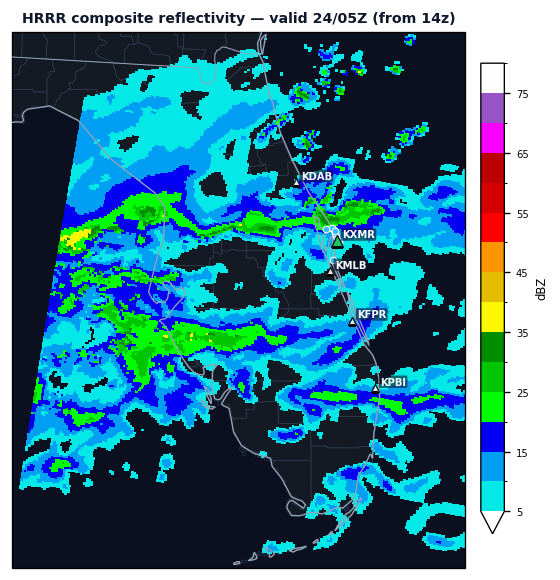 HRRR composite reflectivity — valid 24/05Z (from 14z)
KDAB
KXMR
KMLB
KFPR
KPBI
75
65
55
45
35
25
15
5
dBZ